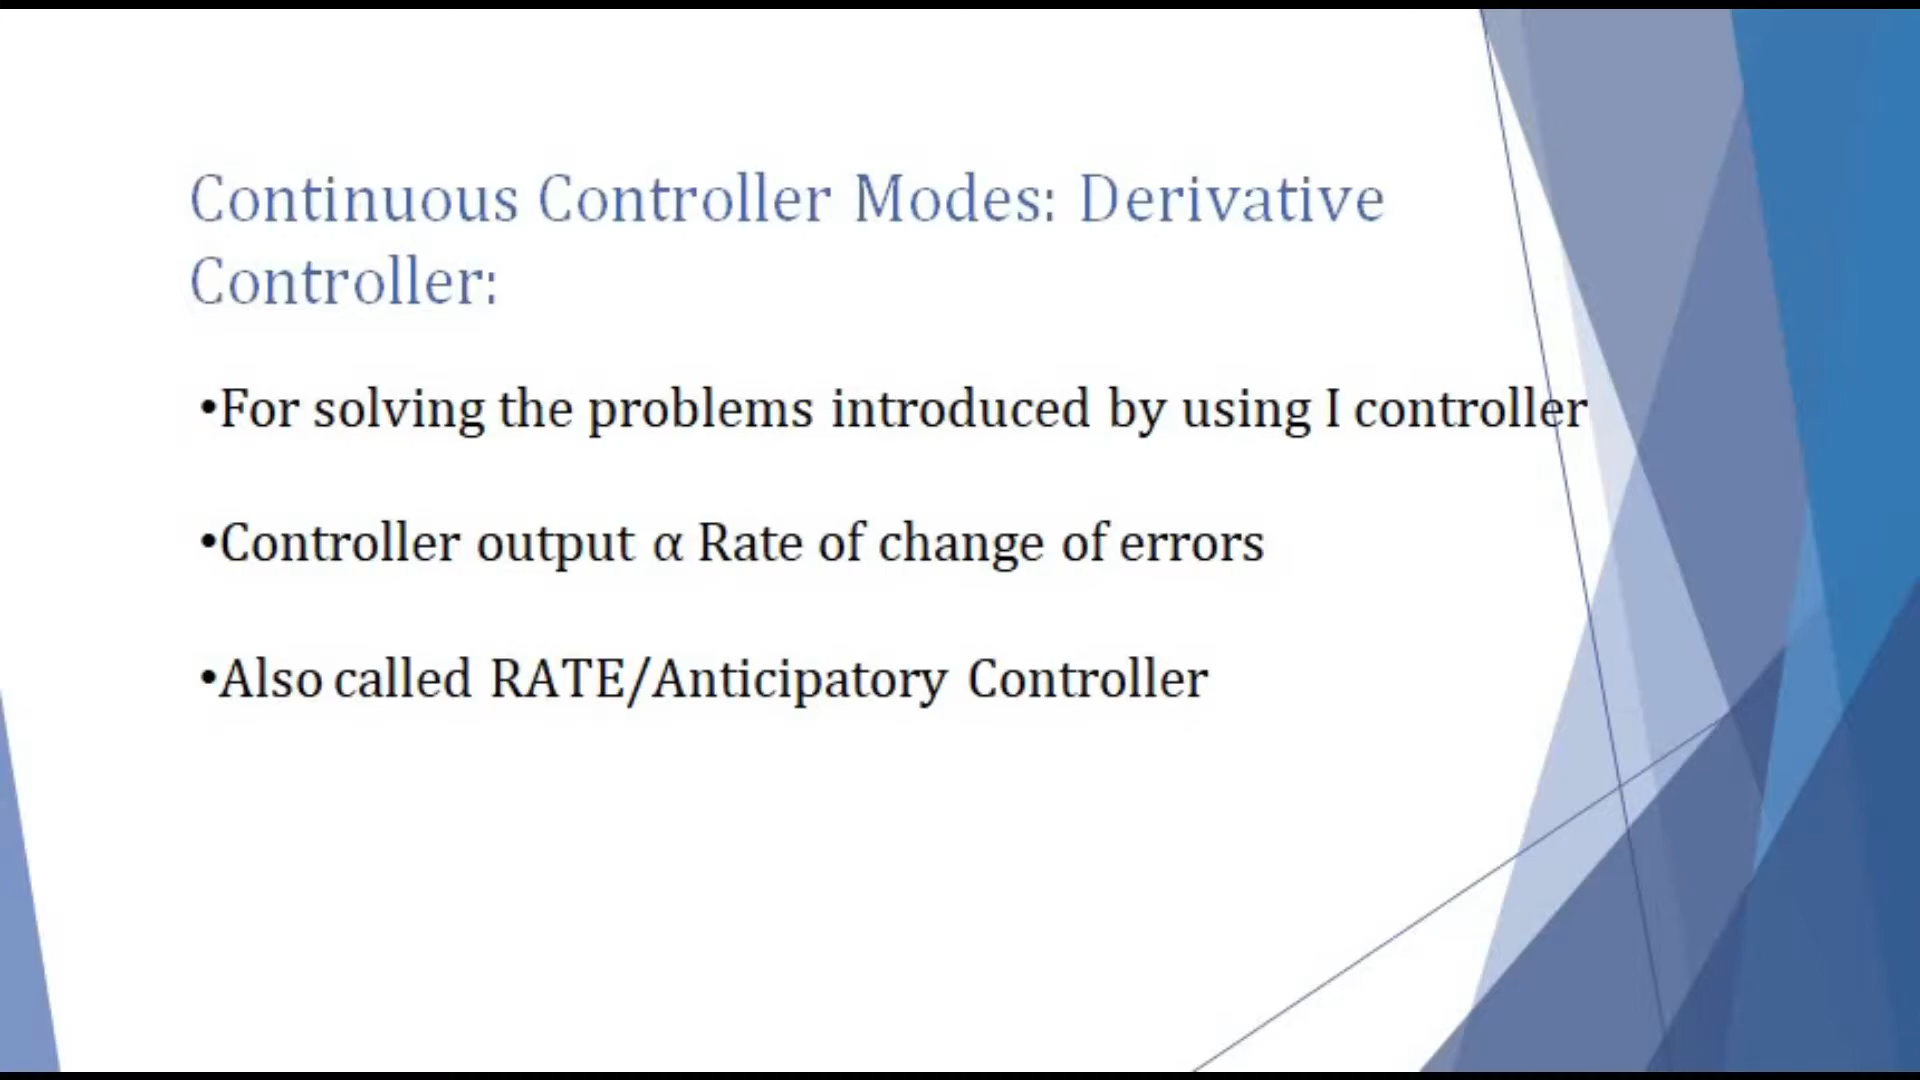 Continuous Controller Modes: Derivative
Controller:
•For solving the problems introduced by using I controller
•Controller output α Rate of change of errors
•Also called RATE/Anticipatory Controller